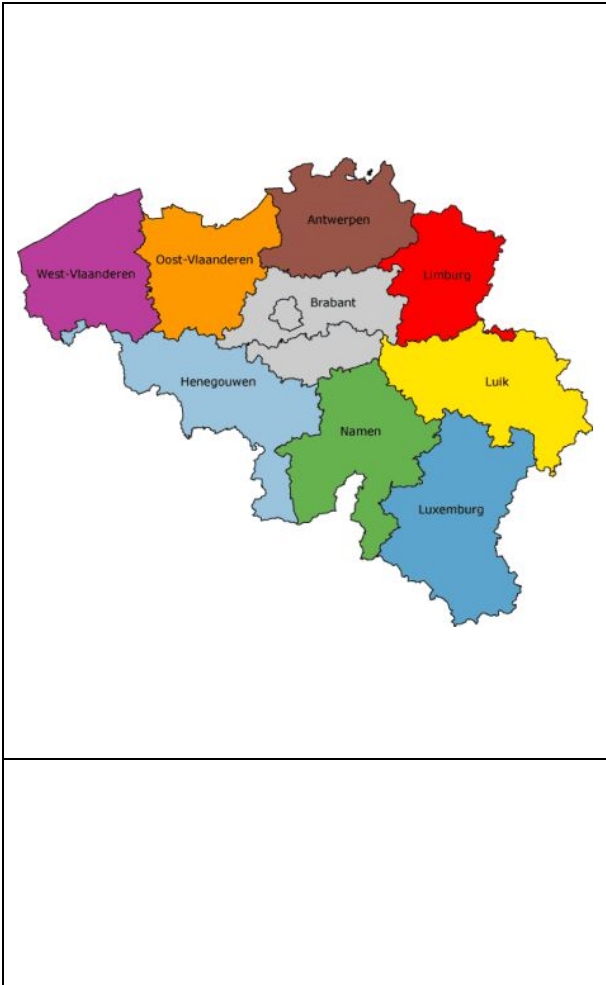 Antwerpen
Oost-Vlaanderen
West-Vlaanderen
Limburg
Brabant
Henegouwen
Luik
Namen
Luxemburg